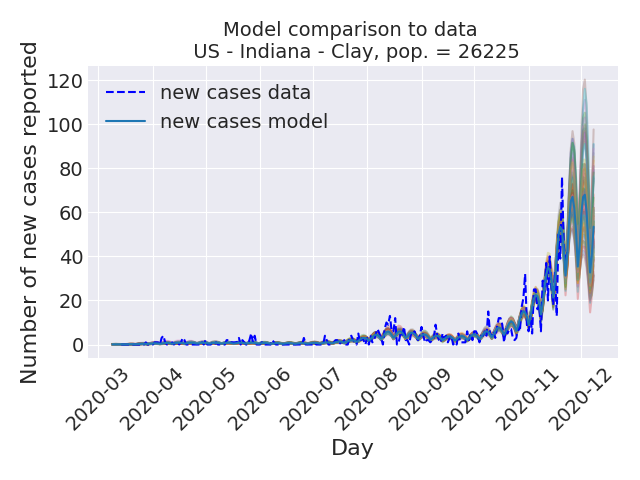 Model comparison to data
US - Indiana - Clay, pop. = 26225
Number of new cases reported
120
100
80
60
40
20
0
new cases data
new cases model
2020-03
2020-04
2020-05
2020-06
2020-07
2020-08
2020-09
2020-10
2020-11
2020-12
Day